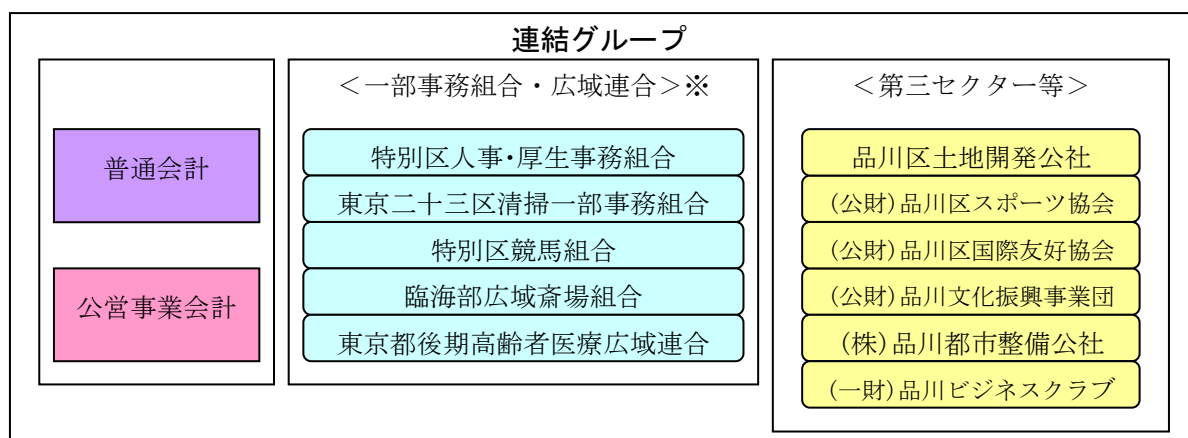 連結グループ
普通会計
公営事業会計
＜一部事務組合・広域連合＞※
特別区人事・厚生事務組合
東京二十三区清掃一部事務組合
特別区競馬組合
臨海部広域斎場組合
東京都後期高齢者医療広域連合
＜第三セクター等＞
品川区土地開発公社
(公財)品川区スポーツ協会
(公財)品川区国際友好協会
(公財)品川文化振興事業団
(株)品川都市整備公社
(一財)品川ビジネスクラブ